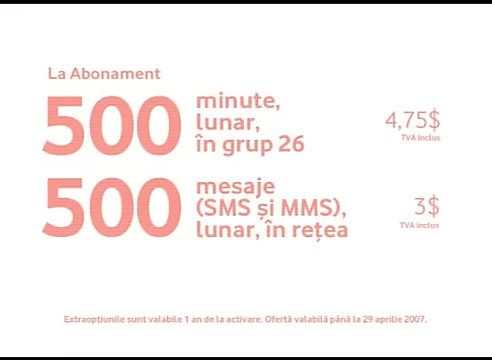 La Abonament
500 minute,
lunar,
în grup 26
4,75$
TVA inclus
500 mesaje
(SMS și MMS),
lunar, în rețea
3$
TVA inclus
Extraopțiunile sunt valabile 1 an de la activare. Ofertă valabilă până la 29 aprilie 2007.